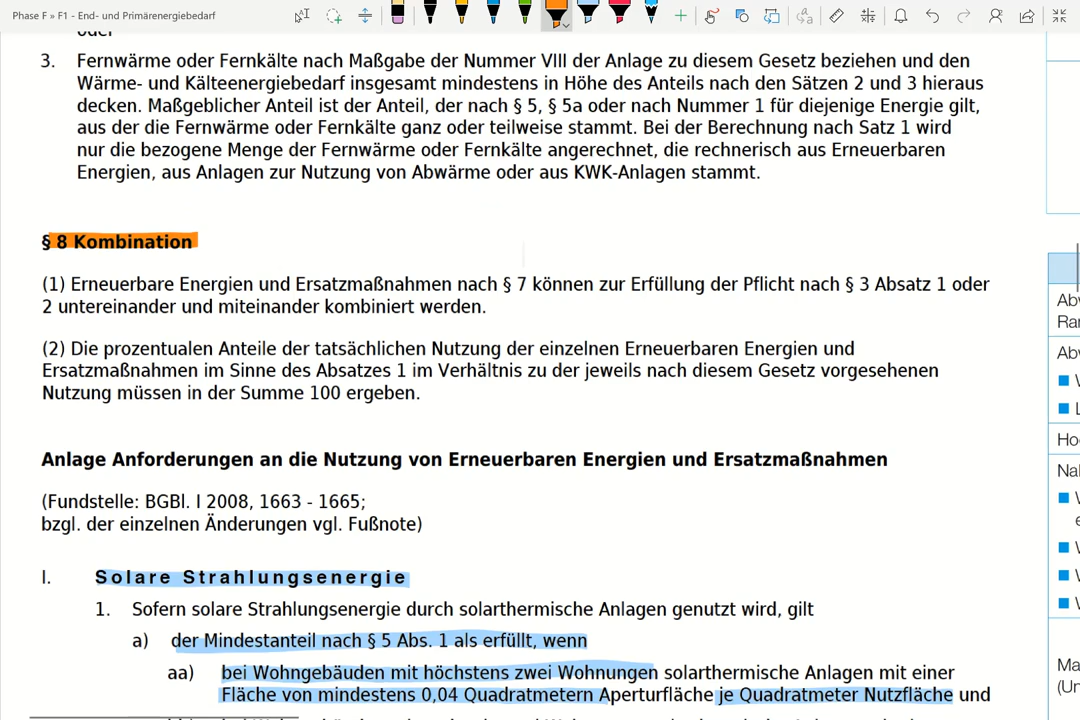 Phase F » F1 - End- und Primärenergiebedarf
oder
3. Fernwärme oder Fernkälte nach Maßgabe der Nummer VIII der Anlage zu diesem Gesetz beziehen und den
Wärme- und Kälteenergiebedarf insgesamt mindestens in Höhe des Anteils nach den Sätzen 2 und 3 hieraus
decken. Maßgeblicher Anteil ist der Anteil, der nach § 5, § 5a oder nach Nummer 1 für diejenige Energie gilt,
aus der die Fernwärme oder Fernkälte ganz oder teilweise stammt. Bei der Berechnung nach Satz 1 wird
nur die bezogene Menge der Fernwärme oder Fernkälte angerechnet, die rechnerisch aus Erneuerbaren
Energien, aus Anlagen zur Nutzung von Abwärme oder aus KWK-Anlagen stammt.
§ 8 Kombination
(1) Erneuerbare Energien und Ersatzmaßnahmen nach § 7 können zur Erfüllung der Pflicht nach § 3 Absatz 1 oder
2 untereinander und miteinander kombiniert werden.
(2) Die prozentualen Anteile der tatsächlichen Nutzung der einzelnen Erneuerbaren Energien und
Ersatzmaßnahmen im Sinne des Absatzes 1 im Verhältnis zu der jeweils nach diesem Gesetz vorgesehenen
Nutzung müssen in der Summe 100 ergeben.
Anlage Anforderungen an die Nutzung von Erneuerbaren Energien und Ersatzmaßnahmen
(Fundstelle: BGBl. I 2008, 1663 - 1665;
bzgl. der einzelnen Änderungen vgl. Fußnote)
I. Solare Strahlungsenergie
1. Sofern solare Strahlungsenergie durch solarthermische Anlagen genutzt wird, gilt
a) der Mindestanteil nach § 5 Abs. 1 als erfüllt, wenn
aa) bei Wohngebäuden mit höchstens zwei Wohnungen solarthermische Anlagen mit einer
Fläche von mindestens 0,04 Quadratmetern Aperturfläche je Quadratmeter Nutzfläche und